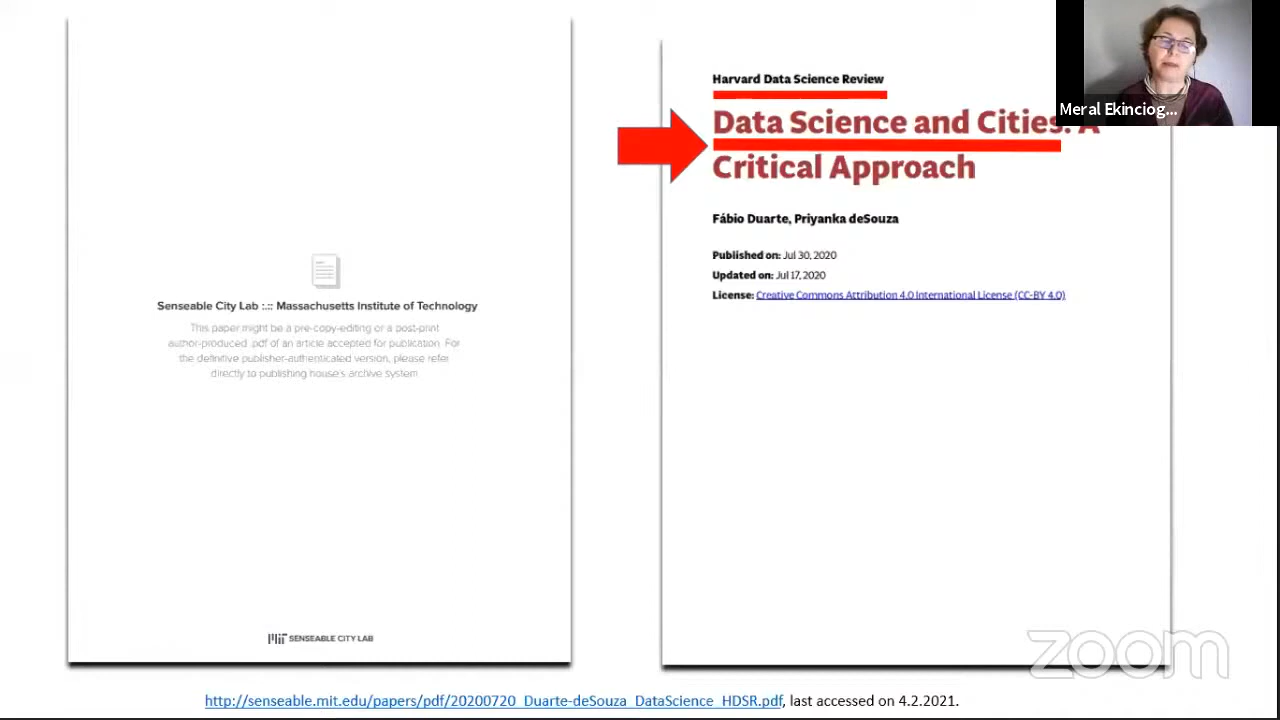 Senseable City Lab :.:: Massachusetts Institute of Technology
This paper might be a pre-copy-editing or a post-print
author-produced .pdf of an article accepted for publication. For
the definitive publisher-authenticated version, please refer
directly to publishing house's archive system
MIT SENSEABLE CITY LAB
Harvard Data Science Review
Data Science and Cities: A
Critical Approach
Fábio Duarte, Priyanka deSouza
Published on: Jul 30, 2020
Updated on: Jul 17, 2020
License: Creative Commons Attribution 4.0 International License (CC-BY 4.0)
Meral Ekinciog...
zoom
http://senseable.mit.edu/papers/pdf/20200720_Duarte-deSouza_DataScience_HDSR.pdf, last accessed on 4.2.2021.